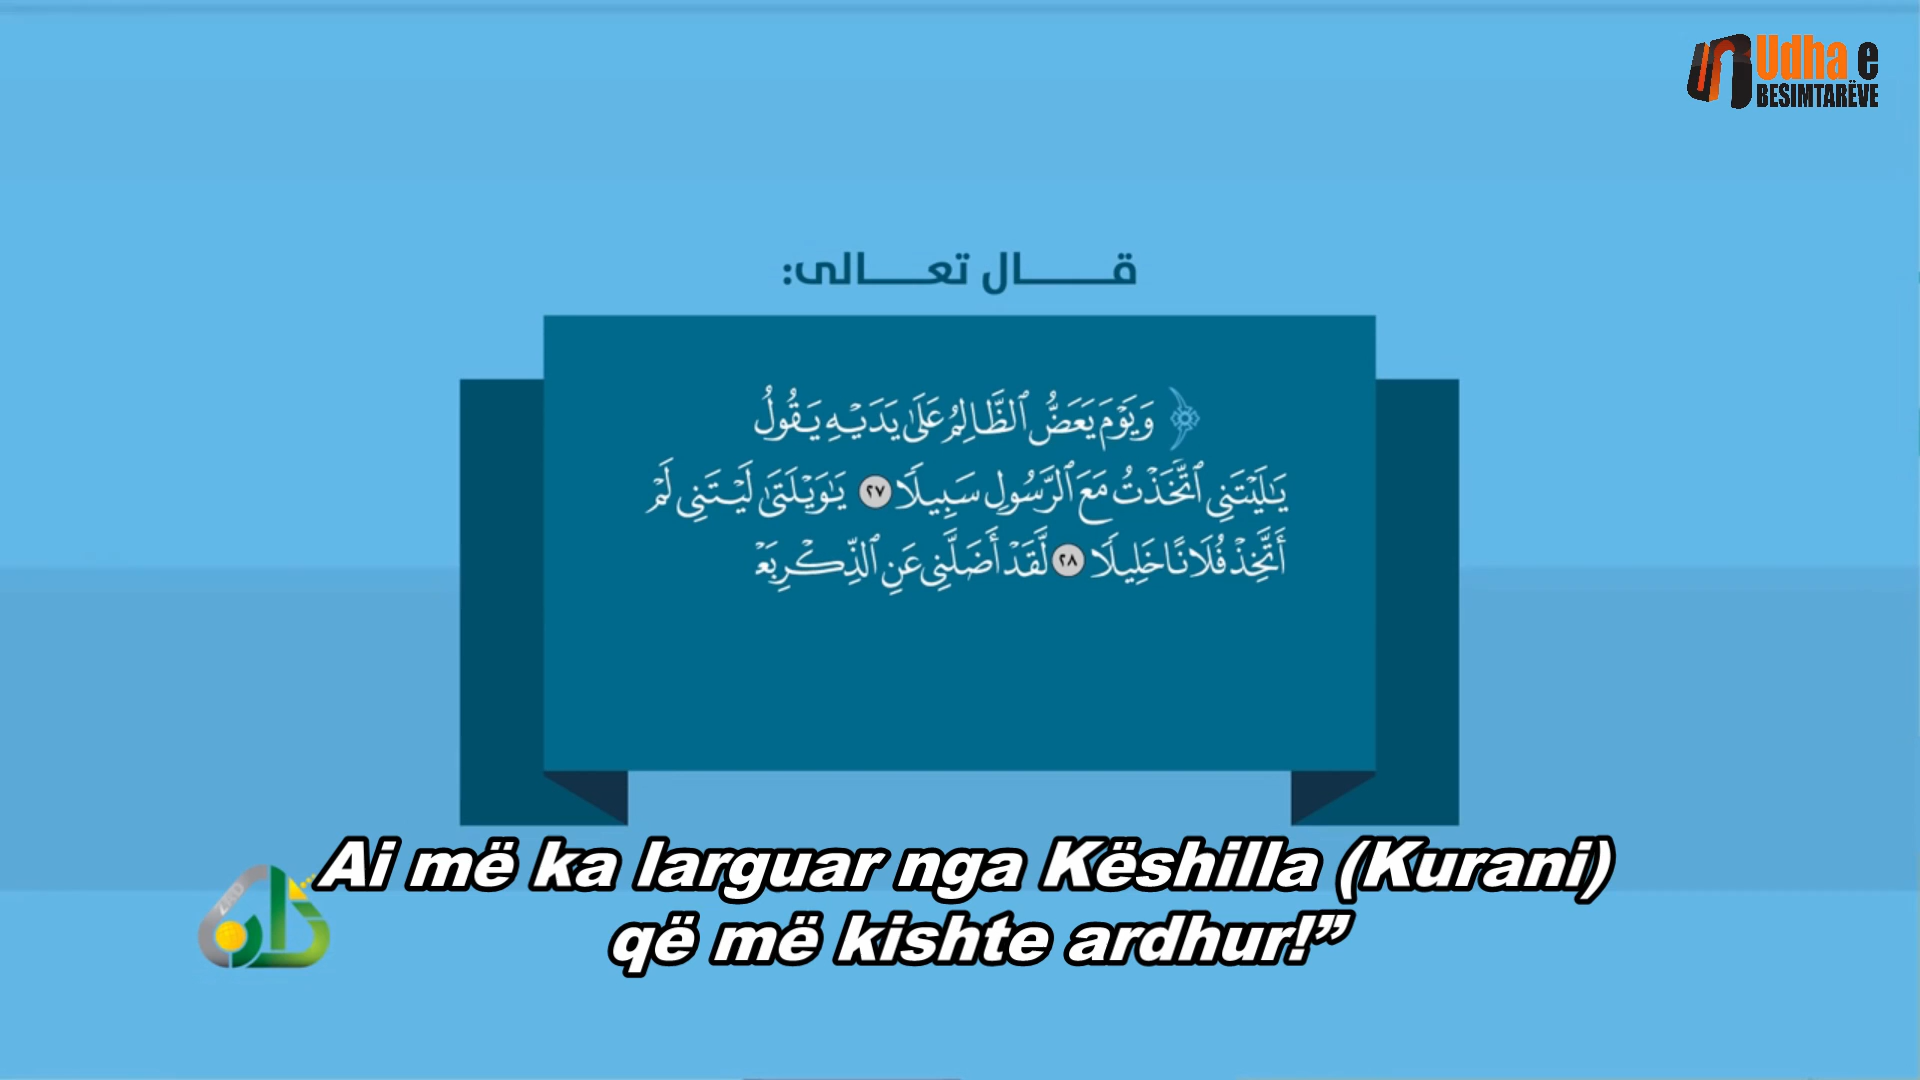 Udha e
BESIMTARËVE
قال تعالى:
﴿ وَيَوْمَ يَعَضُّ ٱلظَّالِمُ عَلَىٰ يَدَيْهِ يَقُولُ
يَٰلَيْتَنِي ٱتَّخَذْتُ مَعَ ٱلرَّسُولِ سَبِيلًا ٢٧ يَٰوَيْلَتَىٰ لَيْتَنِي لَمْ
أَتَّخِذْ فُلَانًا خَلِيلًا ٢٨ لَّقَدْ أَضَلَّنِي عَنِ ٱلذِّكْرِ بَعْ
Ai më ka larguar nga Këshilla (Kurani)
që më kishte ardhur!”